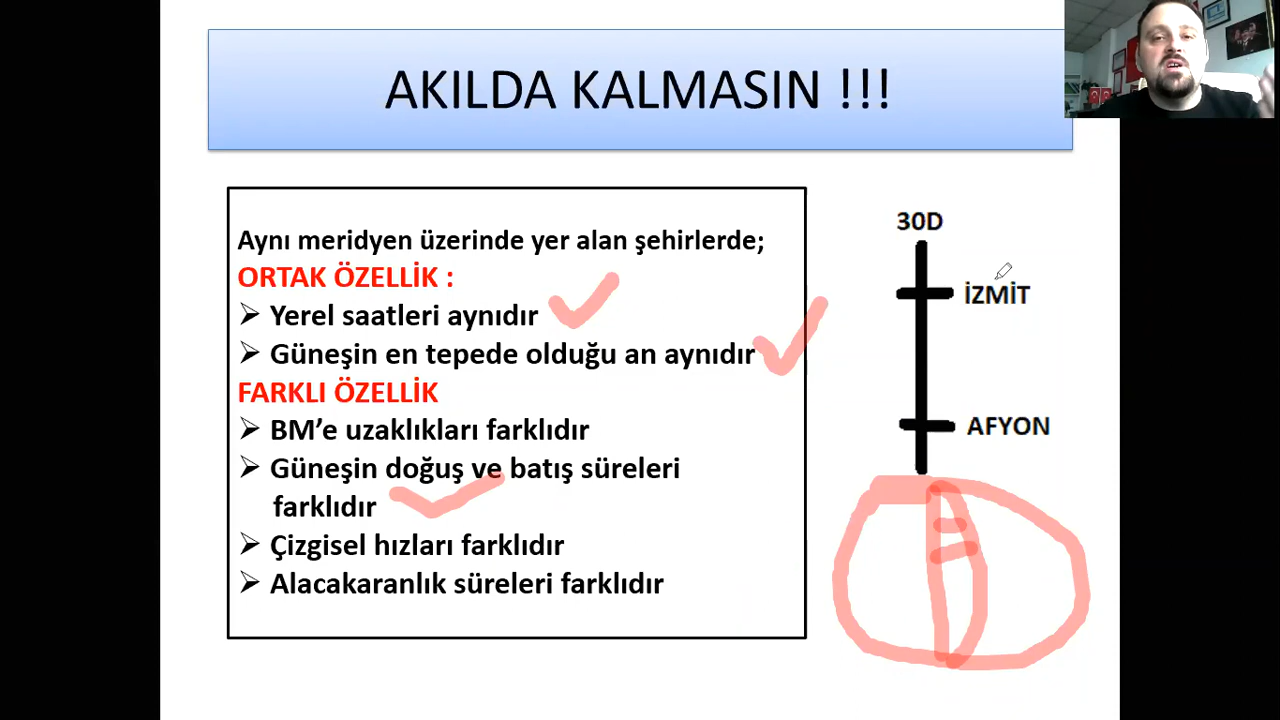 AKILDA KALMASIN !!!
Aynı meridyen üzerinde yer alan şehirlerde;
ORTAK ÖZELLİK :
➢ Yerel saatleri aynıdır
➢ Güneşin en tepede olduğu an aynıdır
FARKLI ÖZELLİK
➢ BM’e uzaklıkları farklıdır
➢ Güneşin doğuş ve batış süreleri
farklıdır
➢ Çizgisel hızları farklıdır
➢ Alacakaranlık süreleri farklıdır
30D
İZMİT
AFYON